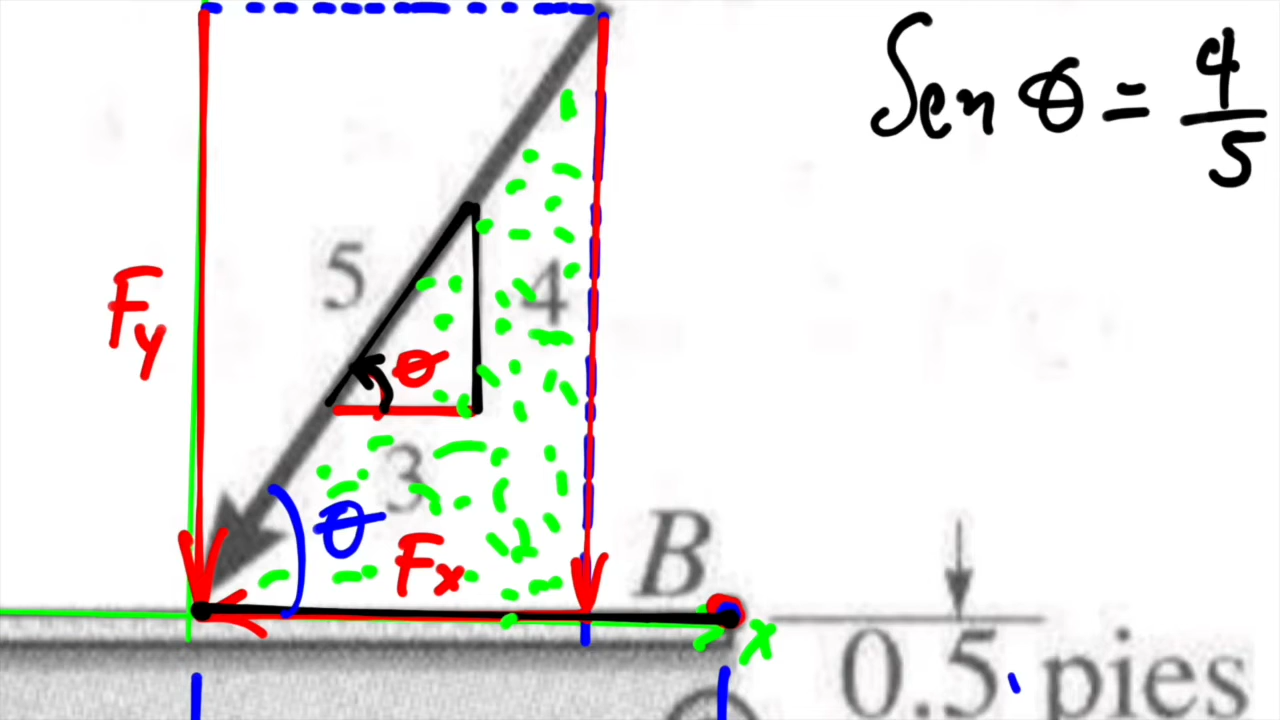 Sen θ = 4/5
5
4
Fy
θ
3
θ
Fx
B
x
0.5 pies